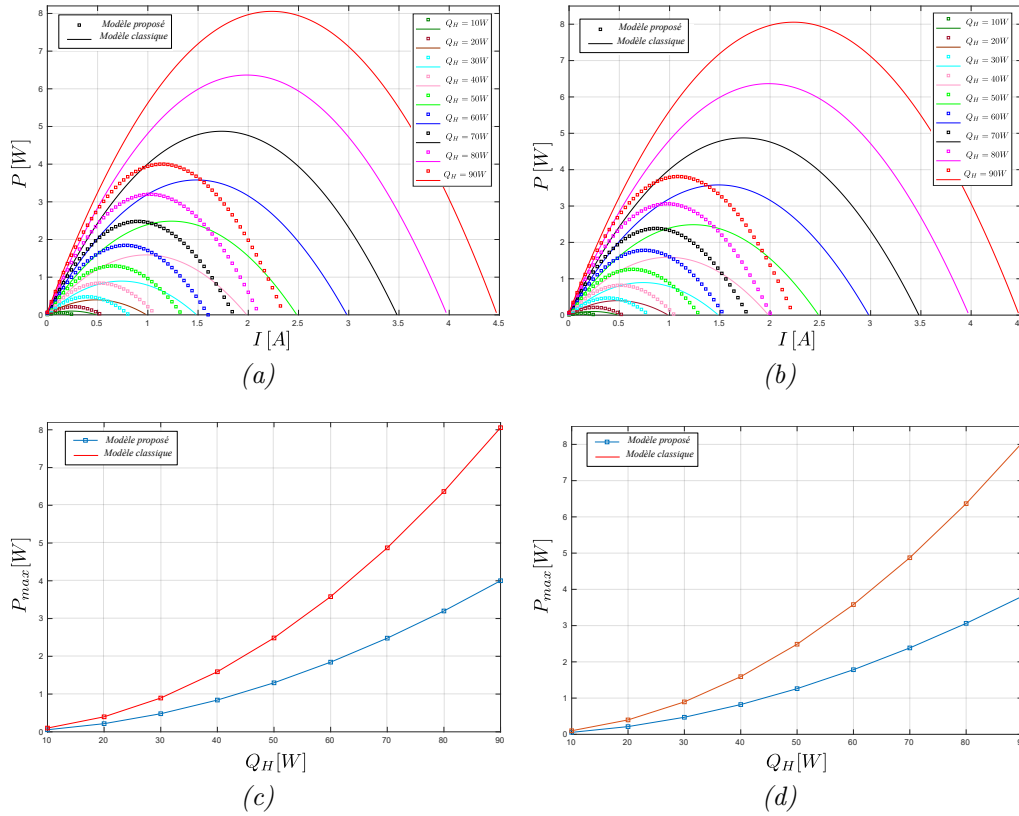 Modèle proposé
Modèle classique
Q_H = 10W
Q_H = 20W
Q_H = 30W
Q_H = 40W
Q_H = 50W
Q_H = 60W
Q_H = 70W
Q_H = 80W
Q_H = 90W
P [W]
8
7
6
5
4
3
2
1
0
0 0.5 1 1.5 2 2.5 3 3.5 4 4.5
I [A]
(a)
Modèle proposé
Modèle classique
Q_H = 10W
Q_H = 20W
Q_H = 30W
Q_H = 40W
Q_H = 50W
Q_H = 60W
Q_H = 70W
Q_H = 80W
Q_H = 90W
P [W]
8
7
6
5
4
3
2
1
0
0 0.5 1 1.5 2 2.5 3 3.5 4 4.5
I [A]
(b)
Modèle proposé
Modèle classique
P_max [W]
8
7
6
5
4
3
2
1
0
10 20 30 40 50 60 70 80 90
Q_H [W]
(c)
Modèle proposé
Modèle classique
P_max [W]
8
7
6
5
4
3
2
1
0
10 20 30 40 50 60 70 80 90
Q_H [W]
(d)